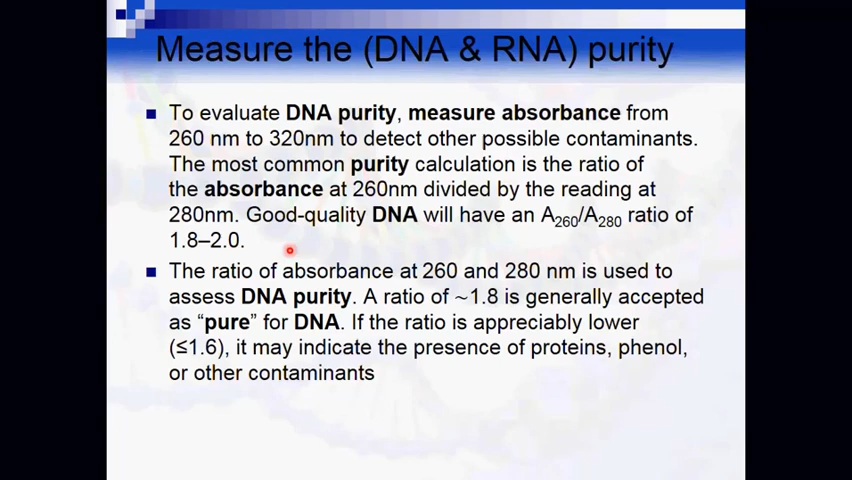 Measure the (DNA & RNA) purity
To evaluate DNA purity, measure absorbance from
260 nm to 320nm to detect other possible contaminants.
The most common purity calculation is the ratio of
the absorbance at 260nm divided by the reading at
280nm. Good-quality DNA will have an A260/A280 ratio of
1.8–2.0.
The ratio of absorbance at 260 and 280 nm is used to
assess DNA purity. A ratio of ~1.8 is generally accepted
as “pure” for DNA. If the ratio is appreciably lower
(≤1.6), it may indicate the presence of proteins, phenol,
or other contaminants